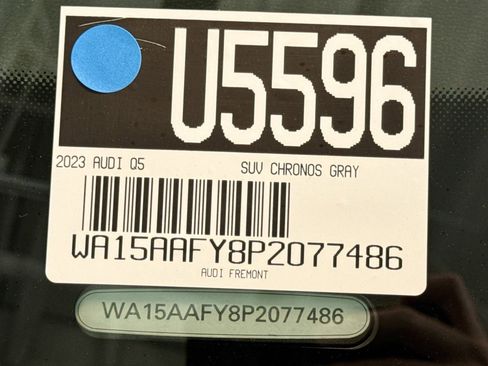 U5596
2023 AUDI Q5 SUV CHRONOS GRAY
WA15AAFY8P2077486
AUDI FREMONT
WA15AAFY8P2077486